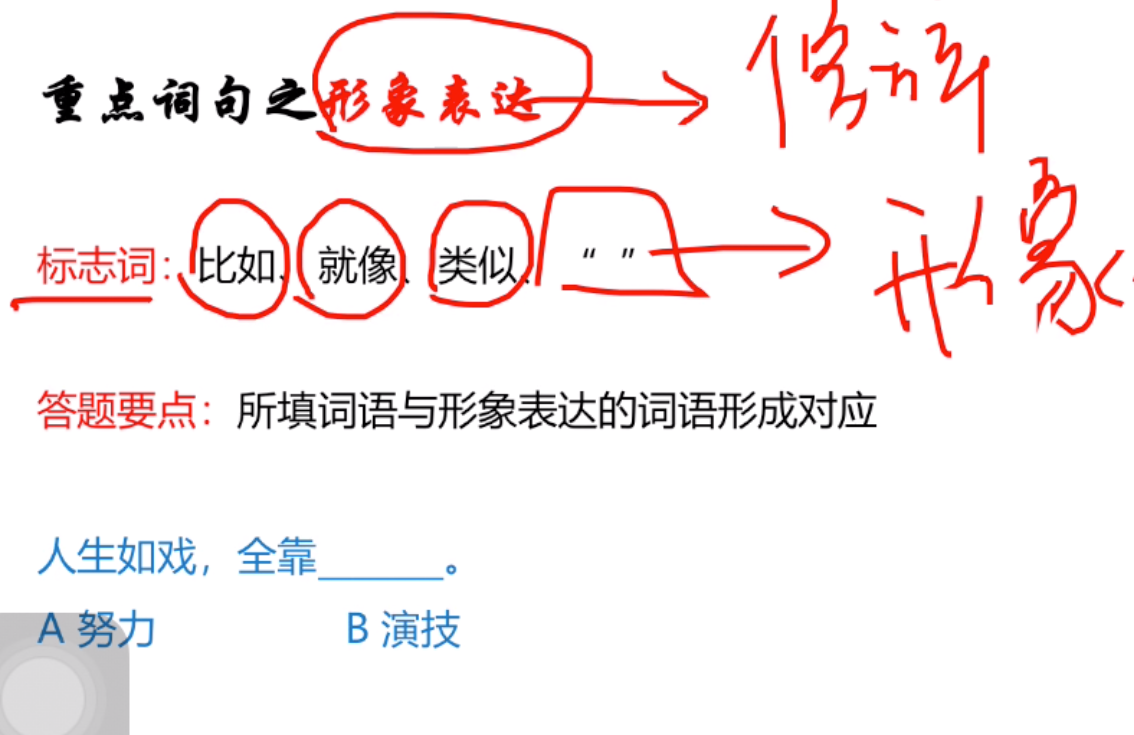 重点词句之形象表达 修辞
标志词：比如、就像、类似、“ ” 形象
答题要点：所填词语与形象表达的词语形成对应
人生如戏，全靠______。
A 努力 B 演技